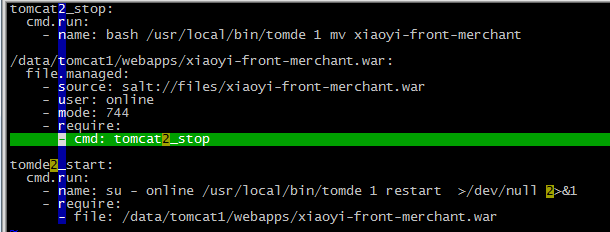 tomcat2_stop:
  cmd.run:
    - name: bash /usr/local/bin/tomde 1 mv xiaoyi-front-merchant
/data/tomcat1/webapps/xiaoyi-front-merchant.war:
  file.managed:
    - source: salt://files/xiaoyi-front-merchant.war
    - user: online
    - mode: 744
    - require:
      - cmd: tomcat2_stop
tomde2_start:
  cmd.run:
    - name: su - online /usr/local/bin/tomde 1 restart  >/dev/null 2>&1
    - require:
      - file: /data/tomcat1/webapps/xiaoyi-front-merchant.war